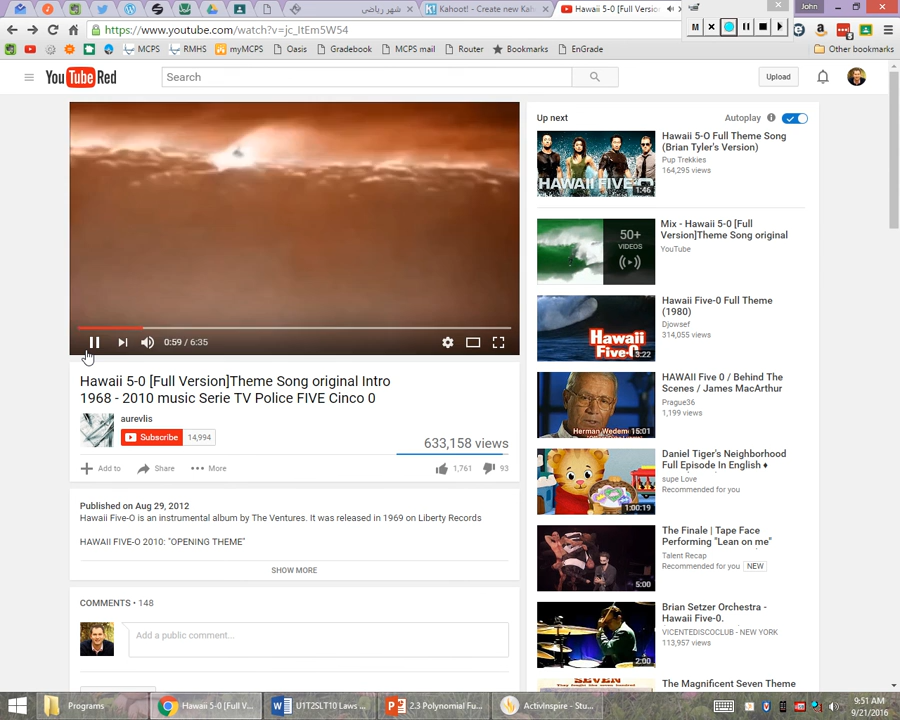 شهر ریاضی
Kahoot! - Create new Kah
Hawaii 5-0 [Full Versio
John
https://www.youtube.com/watch?v=jc_ItEm5W54
MCPS
RMHS
myMCPS
Oasis
Gradebook
MCPS mail
Router
Bookmarks
EnGrade
Other bookmarks
YouTube Red
Search
Upload
0:59 / 6:35
Hawaii 5-0 [Full Version]Theme Song original Intro
1968 - 2010 music Serie TV Police FIVE Cinco 0
aurevlis
Subscribe 14,994
633,158 views
Add to
Share
More
1,761
93
Published on Aug 29, 2012
Hawaii Five-O is an instrumental album by The Ventures. It was released in 1969 on Liberty Records
HAWAII FIVE-O 2010: "OPENING THEME"
SHOW MORE
COMMENTS • 148
Add a public comment...
Up next
Autoplay
HAWAII FIVE-0
1:46
Hawaii 5-O Full Theme Song
(Brian Tyler's Version)
Pup Trekkies
164,295 views
50+
VIDEOS
Mix - Hawaii 5-0 [Full
Version]Theme Song original
YouTube
Hawaii
Five-O
3:22
Hawaii Five-0 Full Theme
(1980)
Djowsef
314,055 views
Herman Wedeme
15:01
HAWAII Five 0 / Behind The
Scenes / James MacArthur
Prague36
1,199 views
1:00:19
Daniel Tiger's Neighborhood
Full Episode In English ♦
supe Love
Recommended for you
5:00
The Finale | Tape Face
Performing "Lean on me"
Talent Recap
Recommended for you NEW
2:00
Brian Setzer Orchestra -
Hawaii Five-0.
VICENTEDISCOCLUB - NEW YORK
113,957 views
SEVEN
The Magnificent Seven Theme
Programs
Hawaii 5-0 [Full V...
U1T2SLT10 Laws ...
2.3 Polynomial Fu...
ActivInspire - Stu...
9:51 AM
9/21/2016